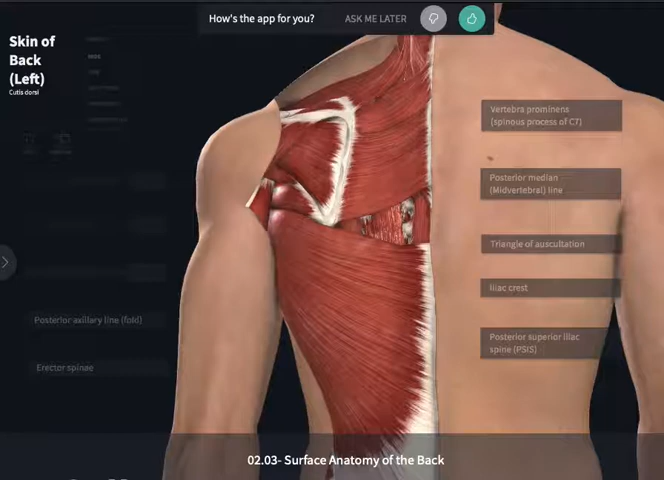 How's the app for you?
ASK ME LATER
Skin of
Back
(Left)
Cutis dorsi
Vertebra prominens
(spinous process of C7)
Posterior median
(Midvertebral) line
Triangle of auscultation
Iliac crest
Posterior axillary line (fold)
Posterior superior iliac
spine (PSIS)
Erector spinae
02.03- Surface Anatomy of the Back